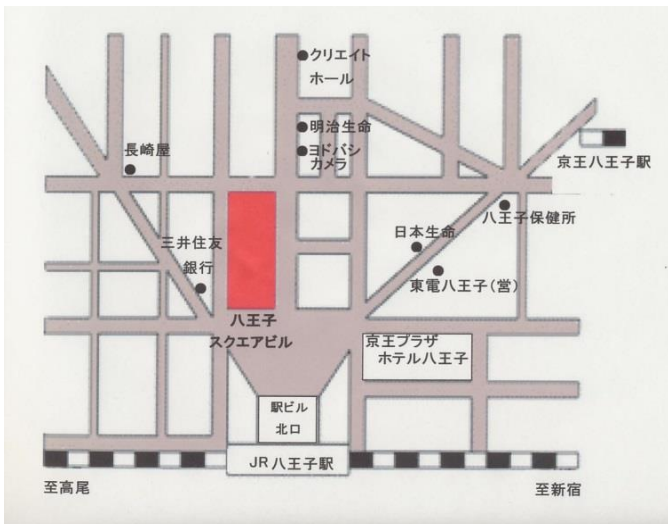 クリエイト
ホール
明治生命
ヨドバシ
カメラ
長崎屋
京王八王子駅
八王子保健所
日本生命
三井住友
銀行
東電八王子(営)
八王子
スクエアビル
京王プラザ
ホテル八王子
駅ビル
北口
JR八王子駅
至高尾
至新宿